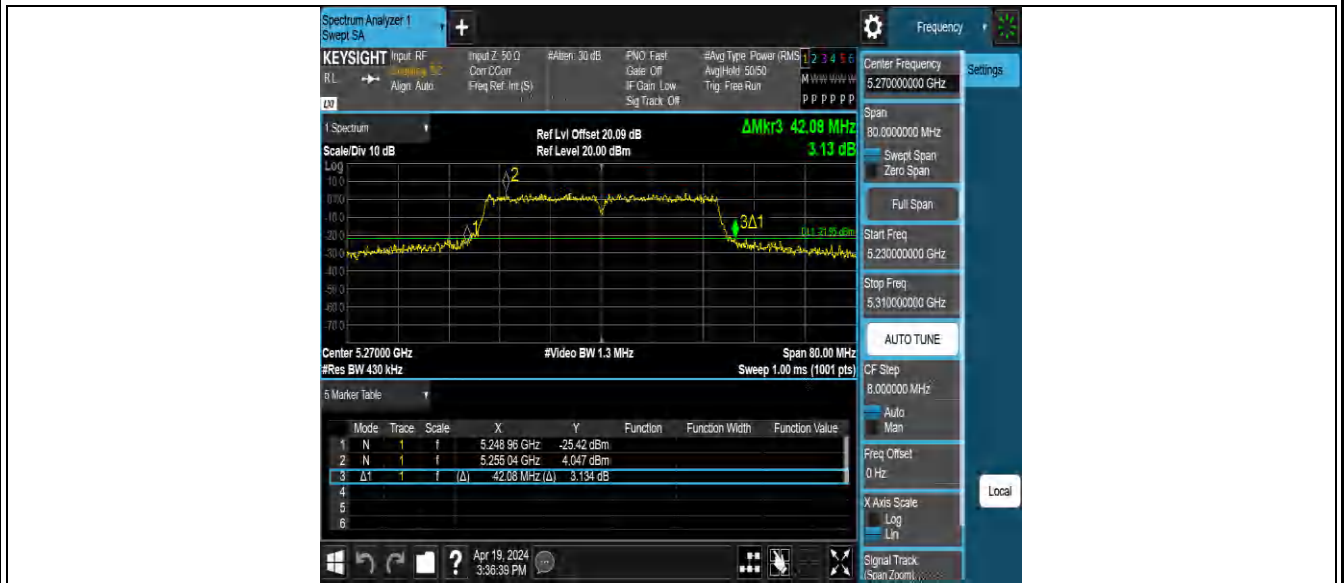 Spectrum Analyzer 1
Swept SA
+
Frequency
KEYSIGHT Input: RF
R L
Align: Auto
LXI
Input Z: 50 Ω
Corr CCorr
Freq Ref: Int (S)
#Atten: 30 dB
PNO: Fast
Gate: Off
IF Gain: Low
Sig Track: Off
#Avg Type: Power (RMS
Avg|Hold: 50/50
Trig: Free Run
1 2 3 4 5 6
M W W W W W
P P P P P P
Center Frequency
5.270000000 GHz
Settings
Span
80.0000000 MHz
Swept Span
Zero Span
Full Span
Start Freq
5.230000000 GHz
Stop Freq
5.310000000 GHz
AUTO TUNE
CF Step
8.000000 MHz
Auto
Man
Freq Offset
0 Hz
X Axis Scale
Log
Lin
Signal Track
(Span Zoom)
Local
1 Spectrum
Scale/Div 10 dB
Ref Lvl Offset 20.09 dB
Ref Level 20.00 dBm
ΔMkr3 42.08 MHz
3.13 dB
Log
10.0
0.00
-10.0
-20.0
-30.0
-40.0
-50.0
-60.0
-70.0
2
1
3Δ1
Center 5.27000 GHz
#Res BW 430 kHz
#Video BW 1.3 MHz
Span 80.00 MHz
Sweep 1.00 ms (1001 pts)
5 Marker Table
Mode Trace Scale X Y Function Function Width Function Value
1 N 1 f 5.248 96 GHz -25.42 dBm
2 N 1 f 5.255 04 GHz 4.047 dBm
3 Δ1 1 f (Δ) 42.08 MHz (Δ) 3.134 dB
4
5
6
?
Apr 19, 2024
3:36:39 PM